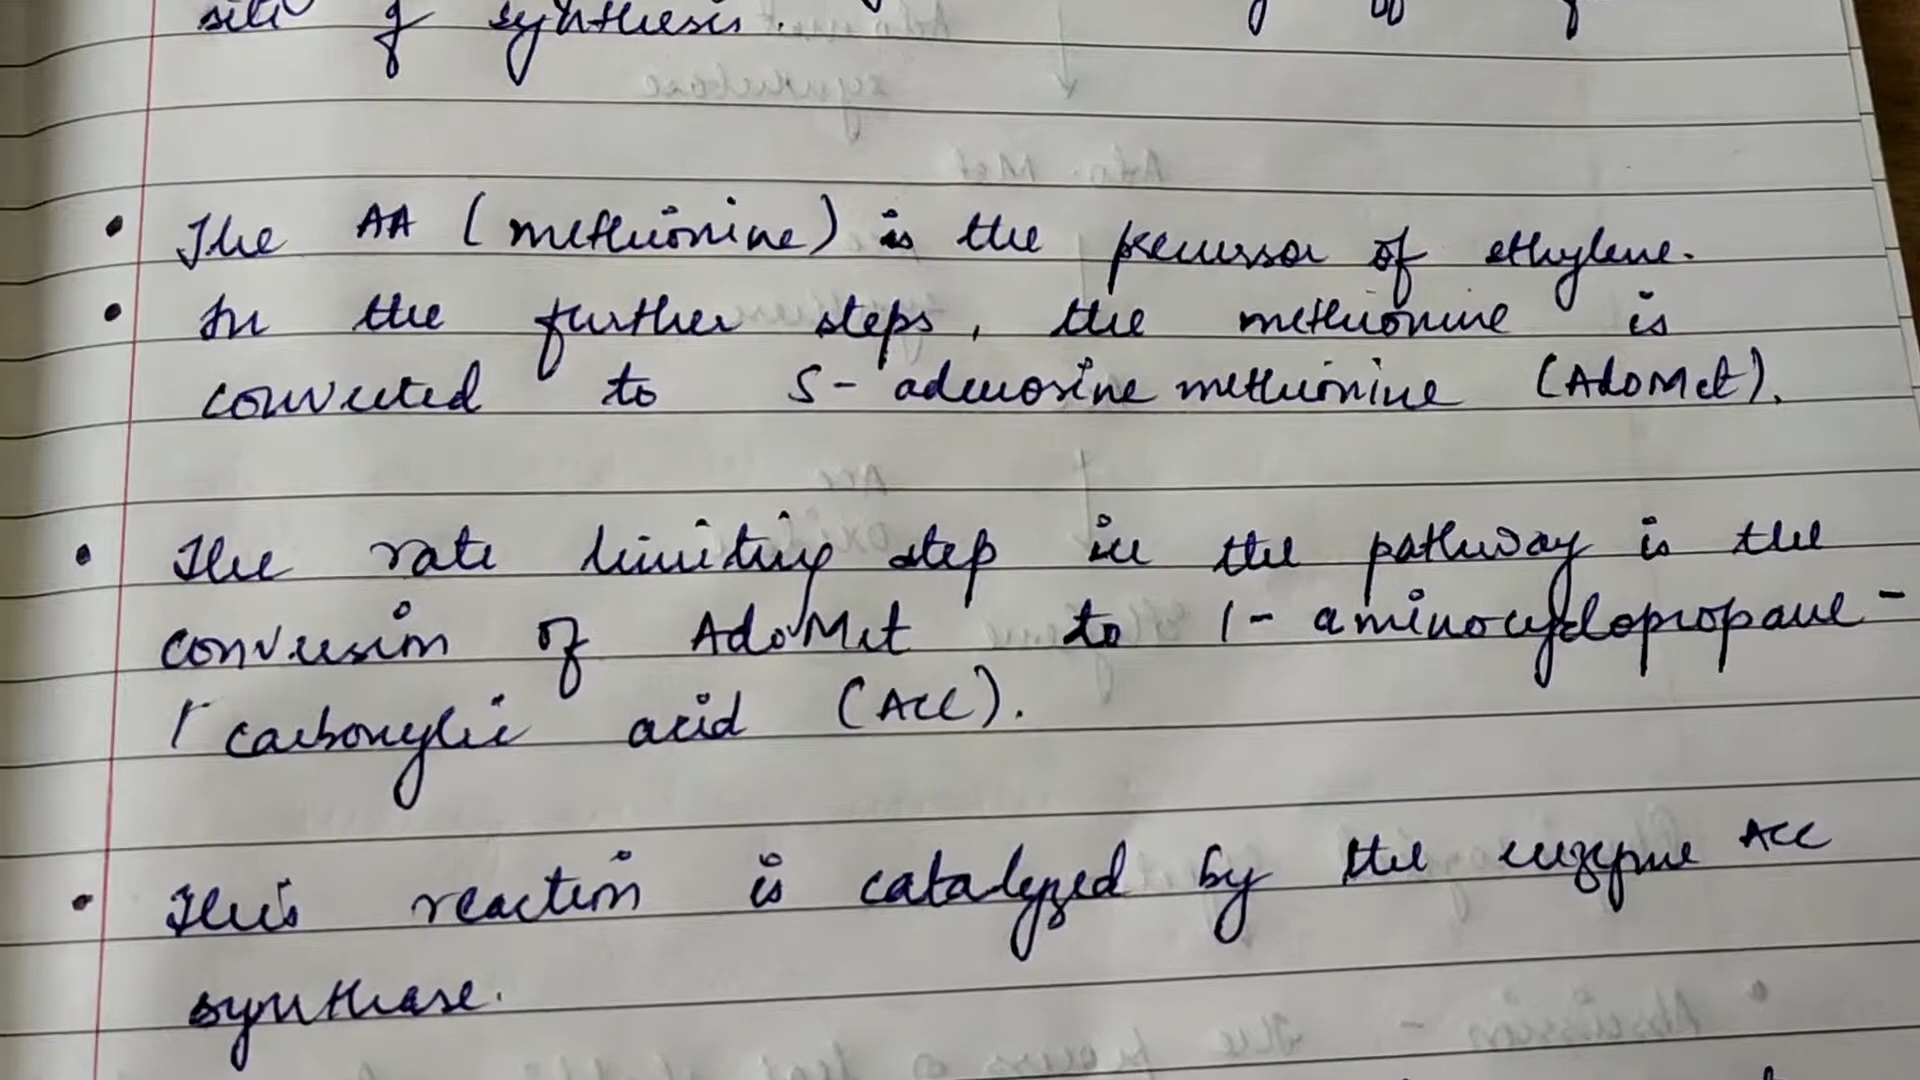 site of synthesis.
• The AA (methionine) is the precursor of ethylene.
• In the further steps, the methionine is
converted to S-adenosine methionine (AdoMet).
• The rate limiting step in the pathway is the
conversion of AdoMet to 1-aminocyclopropane-
1-carboxylic acid (ACC).
• This reaction is catalyzed by the enzyme ACC
synthase.